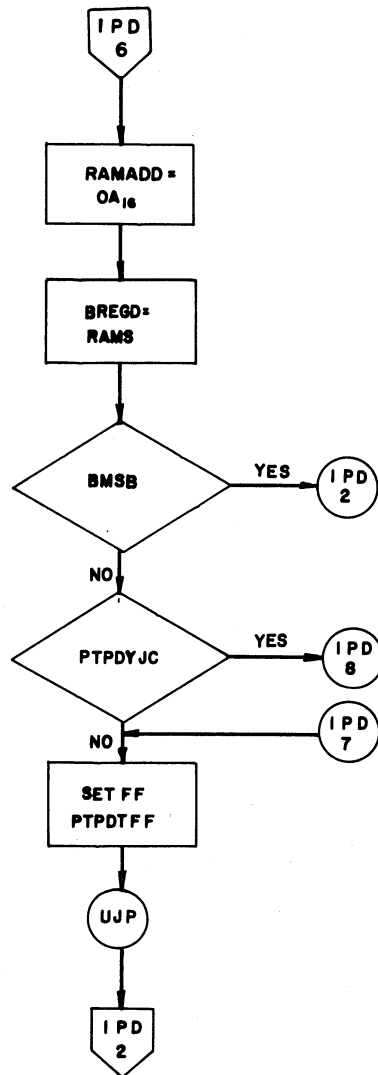 IPD
6
RAMADD=
OA16
BREGD=
RAMS
BMSB
YES
IPD
2
NO
PTPDYJC
YES
IPD
8
IPD
7
NO
SET FF
PTPDTFF
UJP
IPD
2